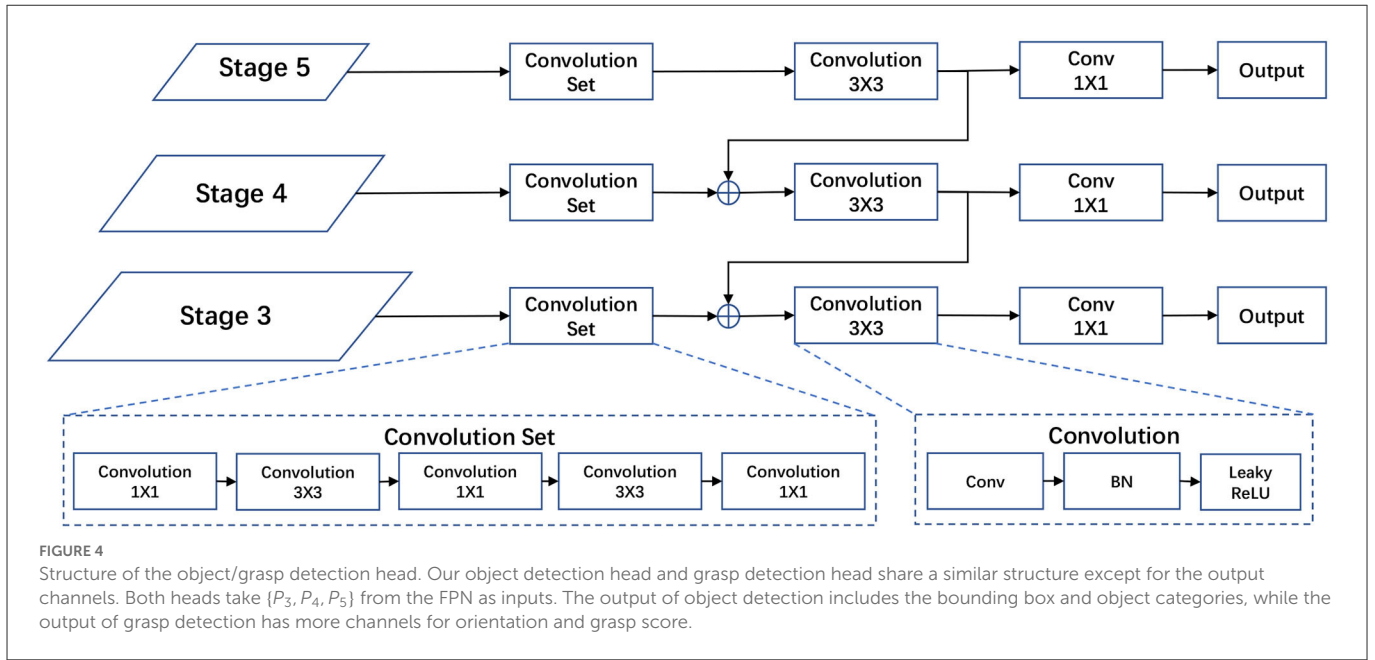 Stage 5
Convolution
Set
Convolution
3X3
Conv
1X1
Output
Stage 4
Convolution
Set
Convolution
3X3
Conv
1X1
Output
Stage 3
Convolution
Set
Convolution
3X3
Conv
1X1
Output
Convolution Set
Convolution
1X1
Convolution
3X3
Convolution
1X1
Convolution
3X3
Convolution
1X1
Convolution
Conv
BN
Leaky
ReLU
FIGURE 4
Structure of the object/grasp detection head. Our object detection head and grasp detection head share a similar structure except for the output
channels. Both heads take {P3, P4, P5} from the FPN as inputs. The output of object detection includes the bounding box and object categories, while the
output of grasp detection has more channels for orientation and grasp score.